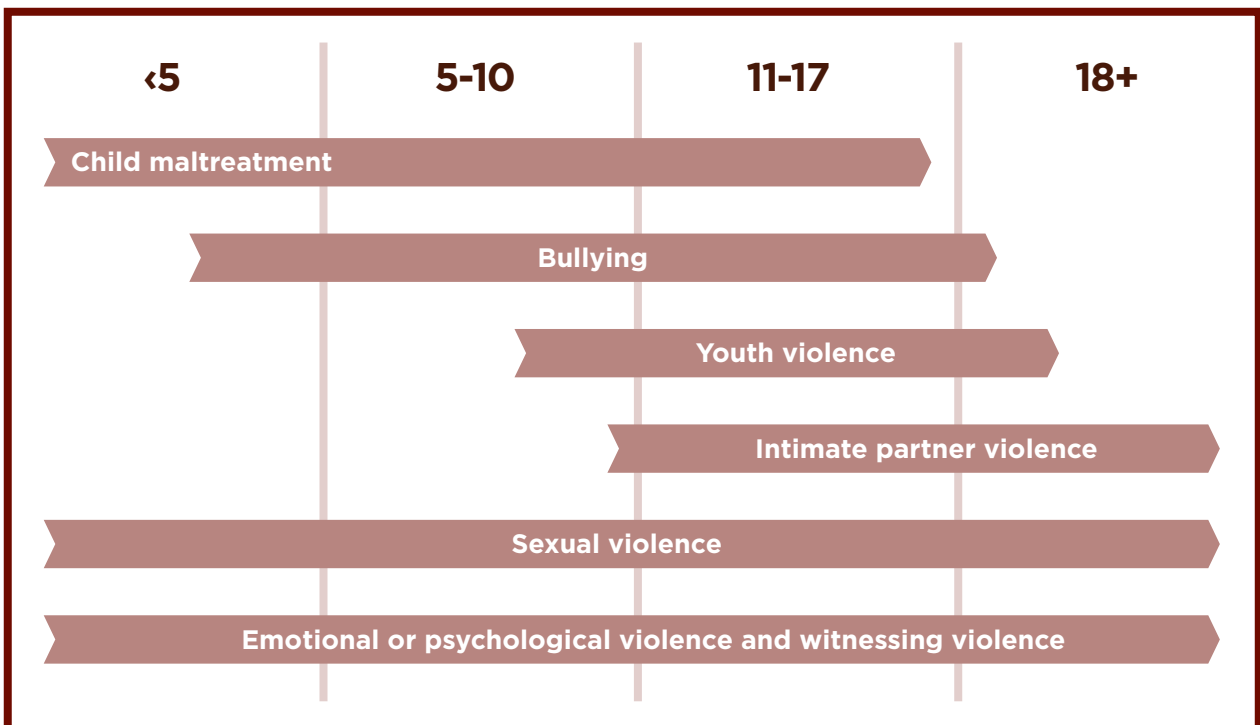 ‹5 5-10 11-17 18+
Child maltreatment
Bullying
Youth violence
Intimate partner violence
Sexual violence
Emotional or psychological violence and witnessing violence